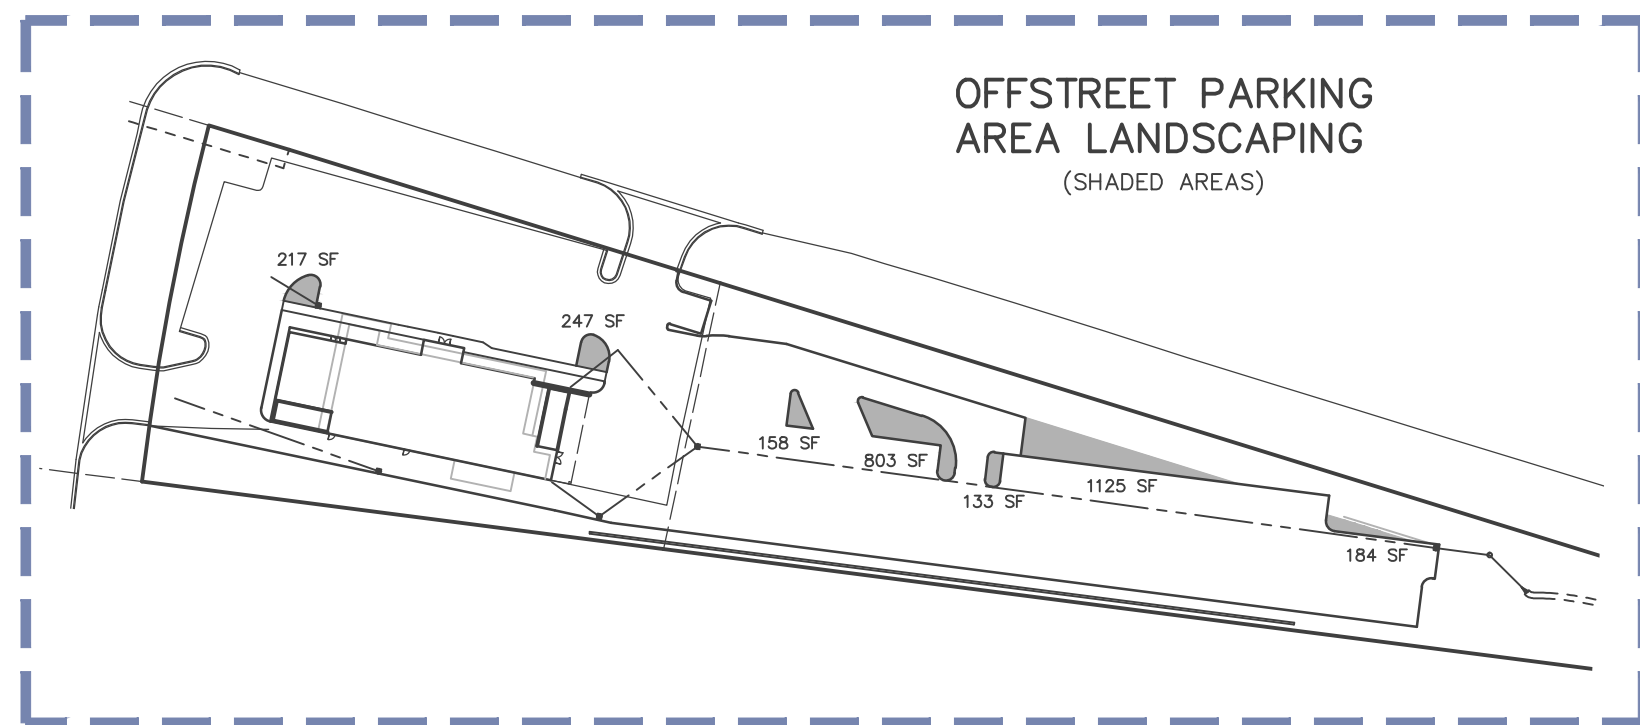 OFFSTREET PARKING
AREA LANDSCAPING
(SHADED AREAS)
217 SF
247 SF
158 SF
803 SF
133 SF
1125 SF
184 SF